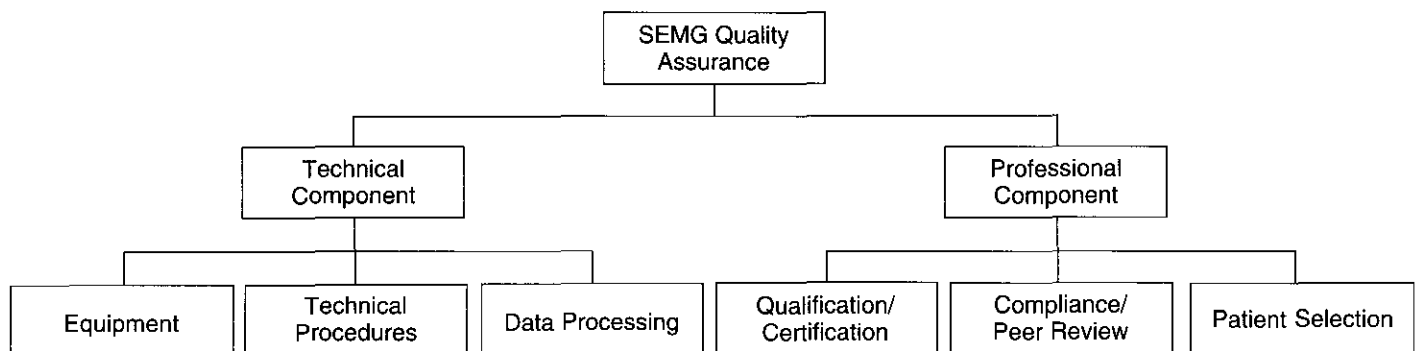 SEMG Quality
Assurance
Technical
Component
Professional
Component
Equipment
Technical
Procedures
Data Processing
Qualification/
Certification
Compliance/
Peer Review
Patient Selection